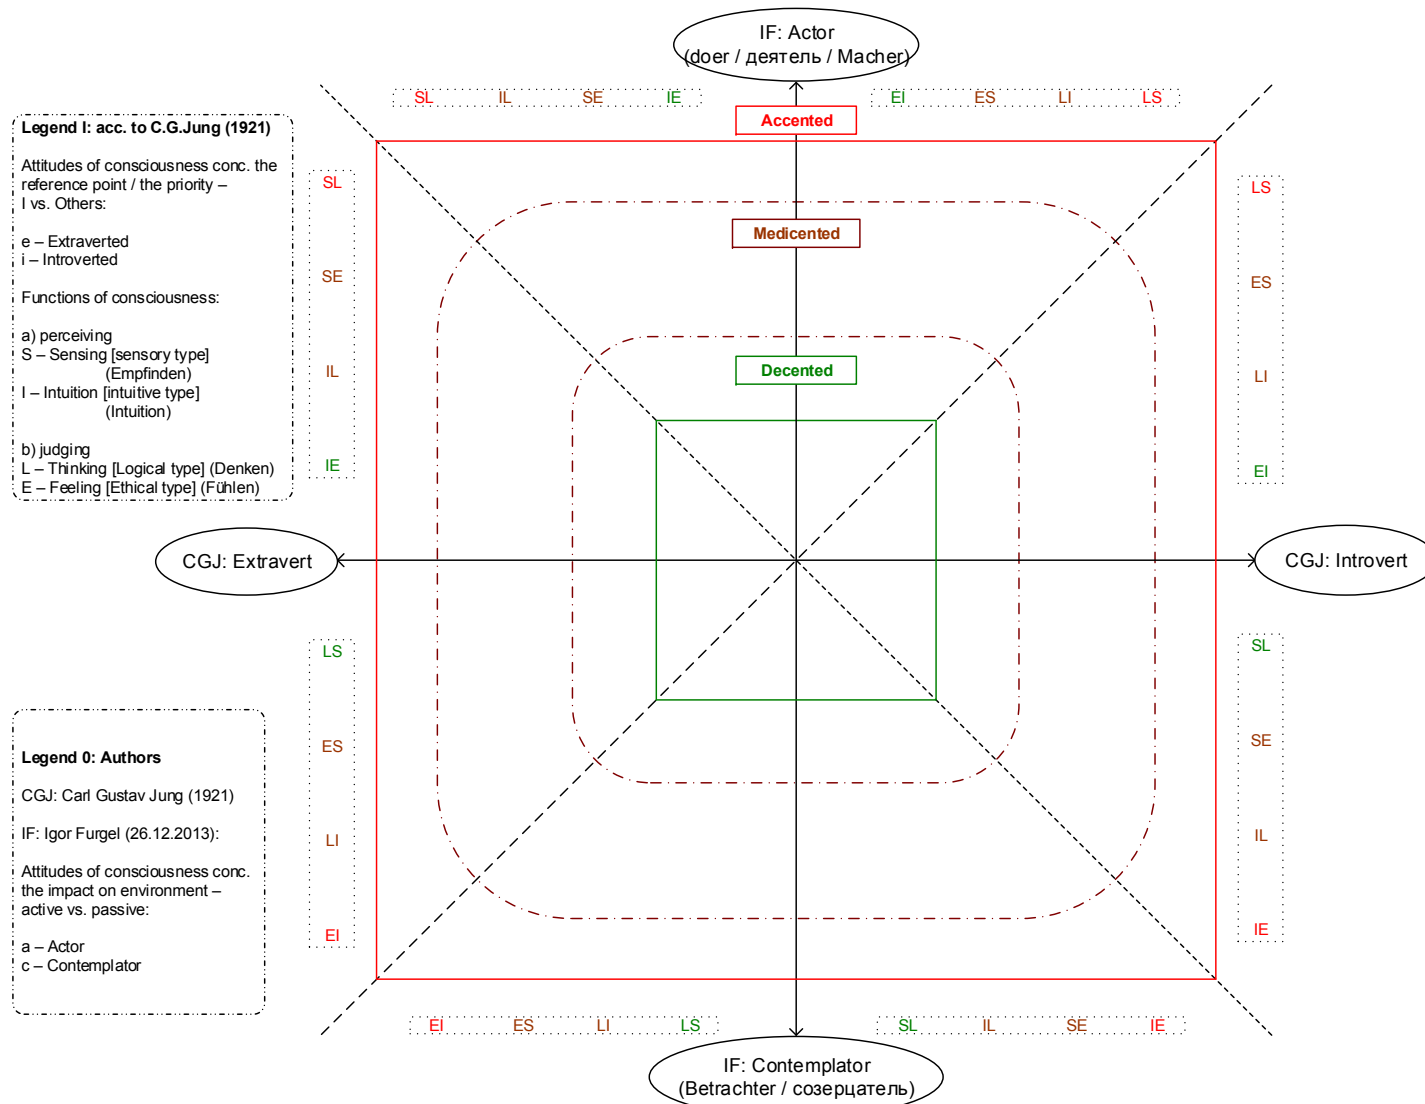 IF: Actor
(doer / деятель / Macher)
SL IL SE IE
EI ES LI LS
Accented
Legend I: acc. to C.G.Jung (1921)
Attitudes of consciousness conc. the
reference point / the priority –
I vs. Others:
e – Extraverted
i – Introverted
Functions of consciousness:
a) perceiving
S – Sensing [sensory type]
(Empfinden)
I – Intuition [intuitive type]
(Intuition)
b) judging
L – Thinking [Logical type] (Denken)
E – Feeling [Ethical type] (Fühlen)
SL
SE
IL
IE
Medicented
Decented
LS
ES
LI
EI
CGJ: Extravert
CGJ: Introvert
LS
ES
LI
EI
SL
SE
IL
IE
Legend 0: Authors
CGJ: Carl Gustav Jung (1921)
IF: Igor Furgel (26.12.2013):
Attitudes of consciousness conc.
the impact on environment –
active vs. passive:
a – Actor
c – Contemplator
EI ES LI LS
SL IL SE IE
IF: Contemplator
(Betrachter / созерцатель)